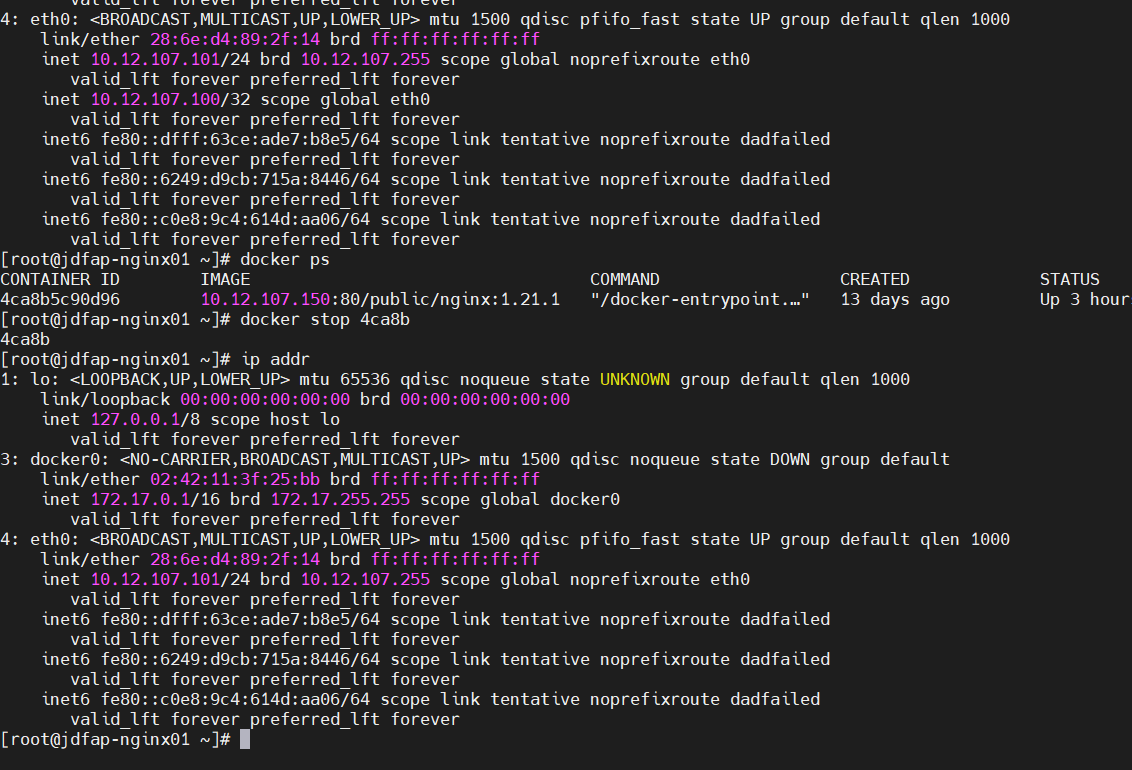 valid_lft forever preferred_lft forever
4: eth0: <BROADCAST,MULTICAST,UP,LOWER_UP> mtu 1500 qdisc pfifo_fast state UP group default qlen 1000
    link/ether 28:6e:d4:89:2f:14 brd ff:ff:ff:ff:ff:ff
    inet 10.12.107.101/24 brd 10.12.107.255 scope global noprefixroute eth0
       valid_lft forever preferred_lft forever
    inet 10.12.107.100/32 scope global eth0
       valid_lft forever preferred_lft forever
    inet6 fe80::dfff:63ce:ade7:b8e5/64 scope link tentative noprefixroute dadfailed
       valid_lft forever preferred_lft forever
    inet6 fe80::6249:d9cb:715a:8446/64 scope link tentative noprefixroute dadfailed
       valid_lft forever preferred_lft forever
    inet6 fe80::c0e8:9c4:614d:aa06/64 scope link tentative noprefixroute dadfailed
       valid_lft forever preferred_lft forever
[root@jdfap-nginx01 ~]# docker ps
CONTAINER ID        IMAGE                                  COMMAND                  CREATED             STATUS
4ca8b5c90d96        10.12.107.150:80/public/nginx:1.21.1   "/docker-entrypoint.…"   13 days ago         Up 3 hour
[root@jdfap-nginx01 ~]# docker stop 4ca8b
4ca8b
[root@jdfap-nginx01 ~]# ip addr
1: lo: <LOOPBACK,UP,LOWER_UP> mtu 65536 qdisc noqueue state UNKNOWN group default qlen 1000
    link/loopback 00:00:00:00:00:00 brd 00:00:00:00:00:00
    inet 127.0.0.1/8 scope host lo
       valid_lft forever preferred_lft forever
3: docker0: <NO-CARRIER,BROADCAST,MULTICAST,UP> mtu 1500 qdisc noqueue state DOWN group default
    link/ether 02:42:11:3f:25:bb brd ff:ff:ff:ff:ff:ff
    inet 172.17.0.1/16 brd 172.17.255.255 scope global docker0
       valid_lft forever preferred_lft forever
4: eth0: <BROADCAST,MULTICAST,UP,LOWER_UP> mtu 1500 qdisc pfifo_fast state UP group default qlen 1000
    link/ether 28:6e:d4:89:2f:14 brd ff:ff:ff:ff:ff:ff
    inet 10.12.107.101/24 brd 10.12.107.255 scope global noprefixroute eth0
       valid_lft forever preferred_lft forever
    inet6 fe80::dfff:63ce:ade7:b8e5/64 scope link tentative noprefixroute dadfailed
       valid_lft forever preferred_lft forever
    inet6 fe80::6249:d9cb:715a:8446/64 scope link tentative noprefixroute dadfailed
       valid_lft forever preferred_lft forever
    inet6 fe80::c0e8:9c4:614d:aa06/64 scope link tentative noprefixroute dadfailed
       valid_lft forever preferred_lft forever
[root@jdfap-nginx01 ~]#